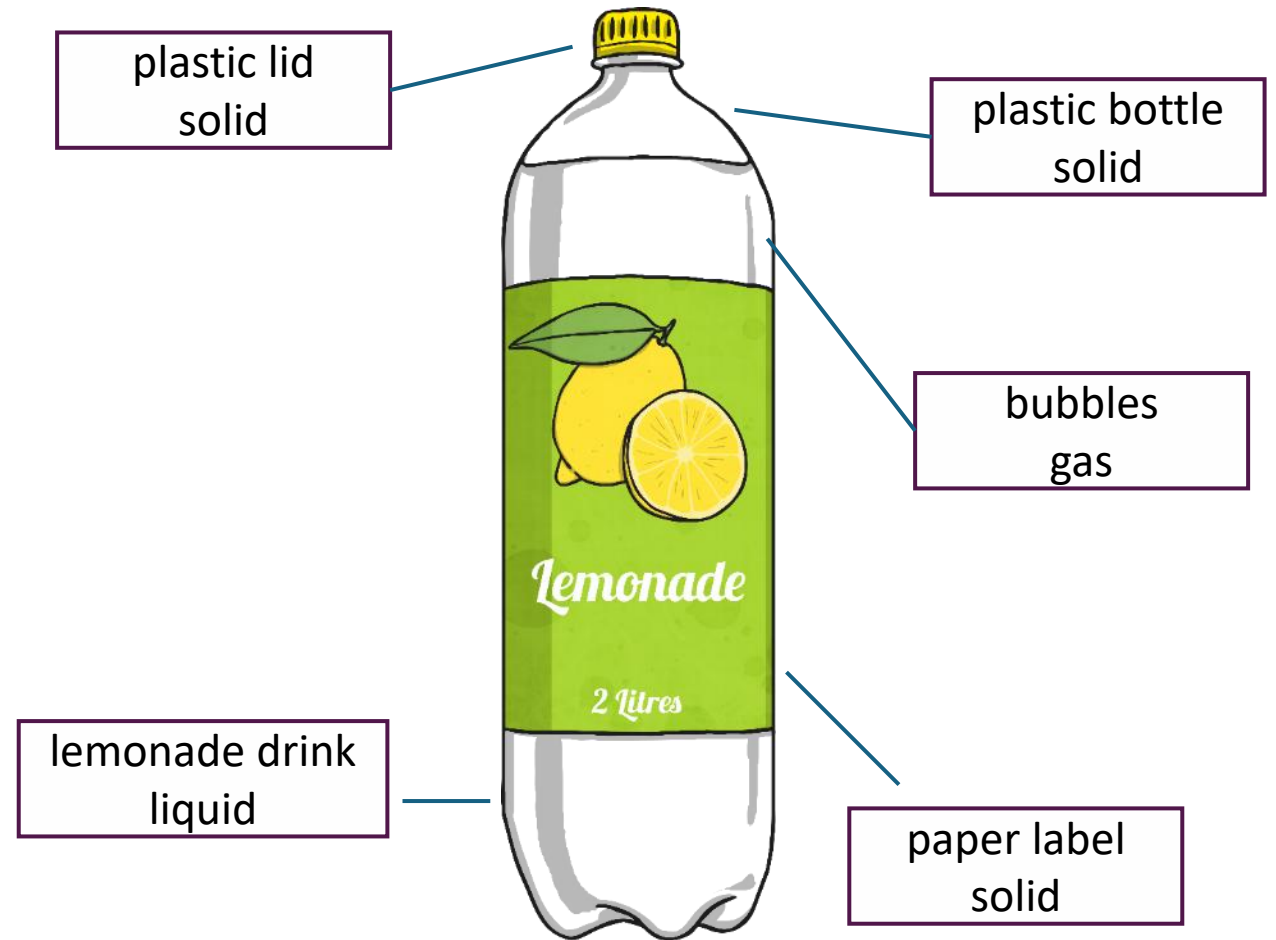 plastic lid
solid
plastic bottle
solid
bubbles
gas
Lemonade
2 Litres
lemonade drink
liquid
paper label
solid